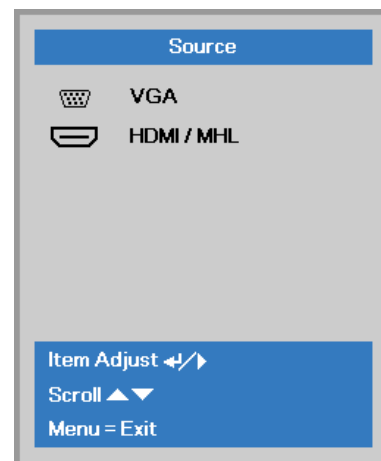 Source
VGA
HDMI / MHL
Item Adjust ↵/▶
Scroll ▲▼
Menu = Exit